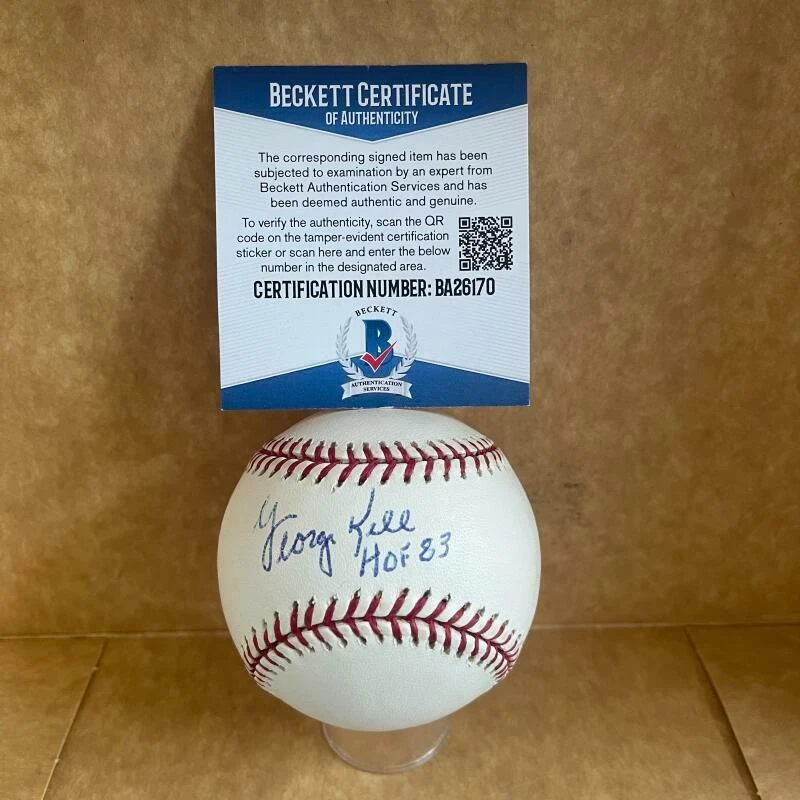 BECKETT CERTIFICATE
OF AUTHENTICITY
The corresponding signed item has been
subjected to examination by an expert from
Beckett Authentication Services and has
been deemed authentic and genuine.
To verify the authenticity, scan the QR
code on the tamper-evident certification
sticker or scan here and enter the below
number in the designated area.
CERTIFICATION NUMBER: BA26170
BECKETT
B
AUTHENTICATION
SERVICES
George Kell
HOF 83